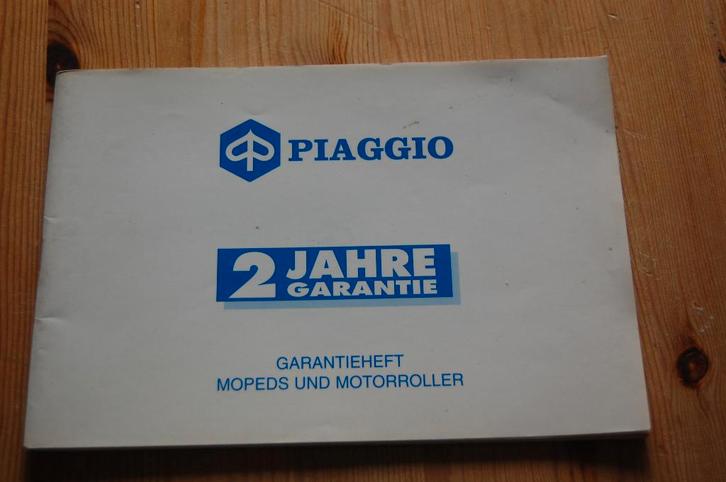 PIAGGIO
2 JAHRE
GARANTIE
GARANTIEHEFT
MOPEDS UND MOTORROLLER